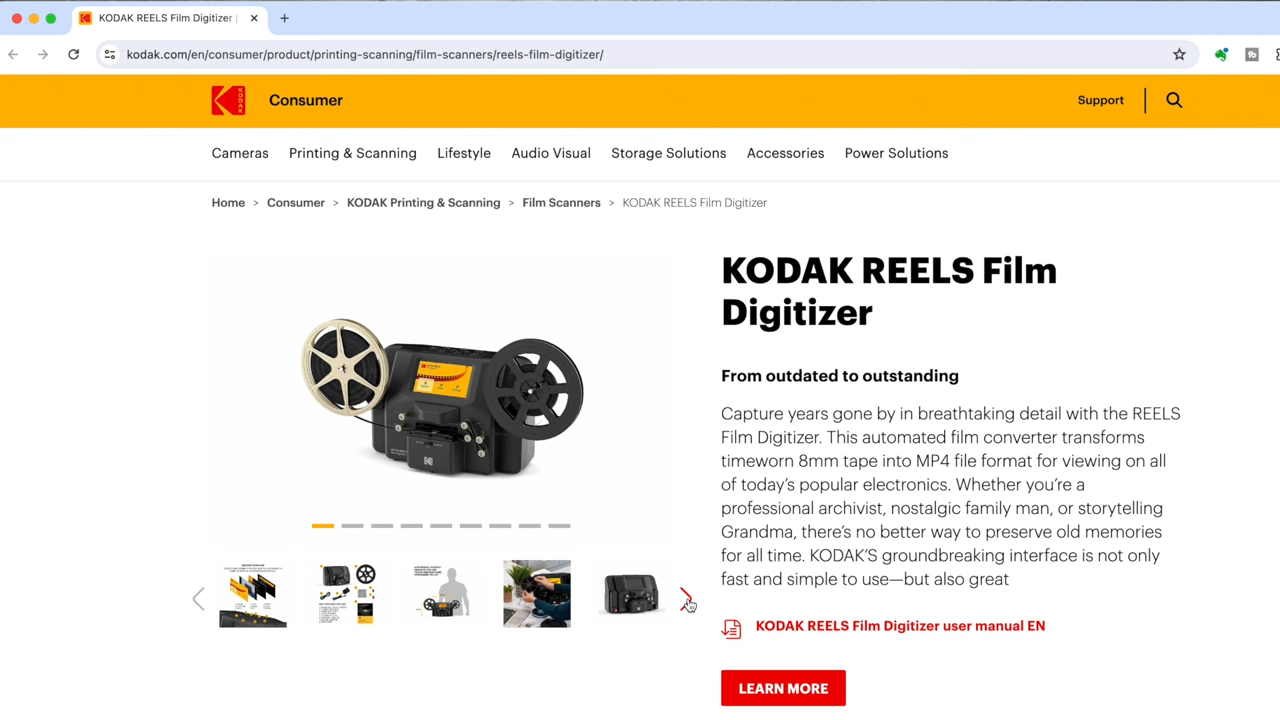 KODAK REELS Film Digitizer
kodak.com/en/consumer/product/printing-scanning/film-scanners/reels-film-digitizer/
KODAK
Consumer
Support
Cameras
Printing & Scanning
Lifestyle
Audio Visual
Storage Solutions
Accessories
Power Solutions
Home > Consumer > KODAK Printing & Scanning > Film Scanners > KODAK REELS Film Digitizer
KODAK REELS Film
Digitizer
From outdated to outstanding
Capture years gone by in breathtaking detail with the REELS
Film Digitizer. This automated film converter transforms
timeworn 8mm tape into MP4 file format for viewing on all
of today's popular electronics. Whether you're a
professional archivist, nostalgic family man, or storytelling
Grandma, there's no better way to preserve old memories
for all time. KODAK'S groundbreaking interface is not only
fast and simple to use—but also great
KODAK REELS Film Digitizer user manual EN
LEARN MORE